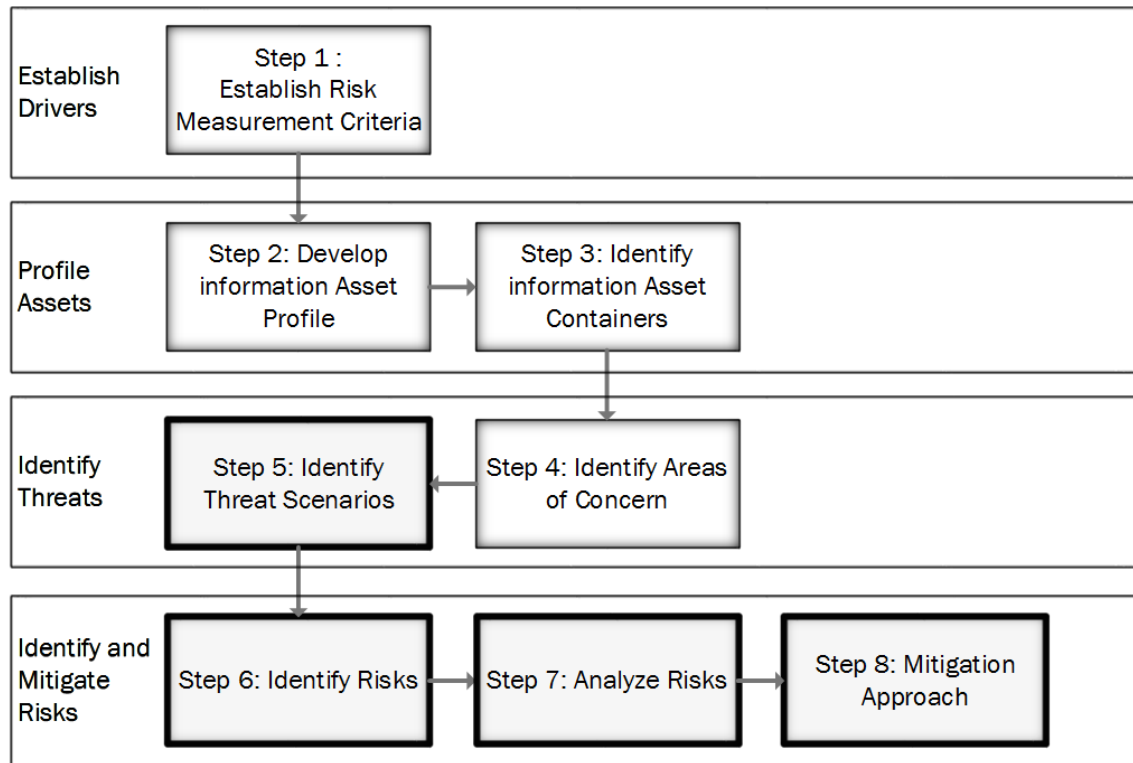 Establish
Drivers
Step 1 :
Establish Risk
Measurement Criteria
Profile
Assets
Step 2: Develop
information Asset
Profile
Step 3: Identify
information Asset
Containers
Identify
Threats
Step 5: Identify
Threat Scenarios
Step 4: Identify Areas
of Concern
Identify and
Mitigate
Risks
Step 6: Identify Risks
Step 7: Analyze Risks
Step 8: Mitigation
Approach